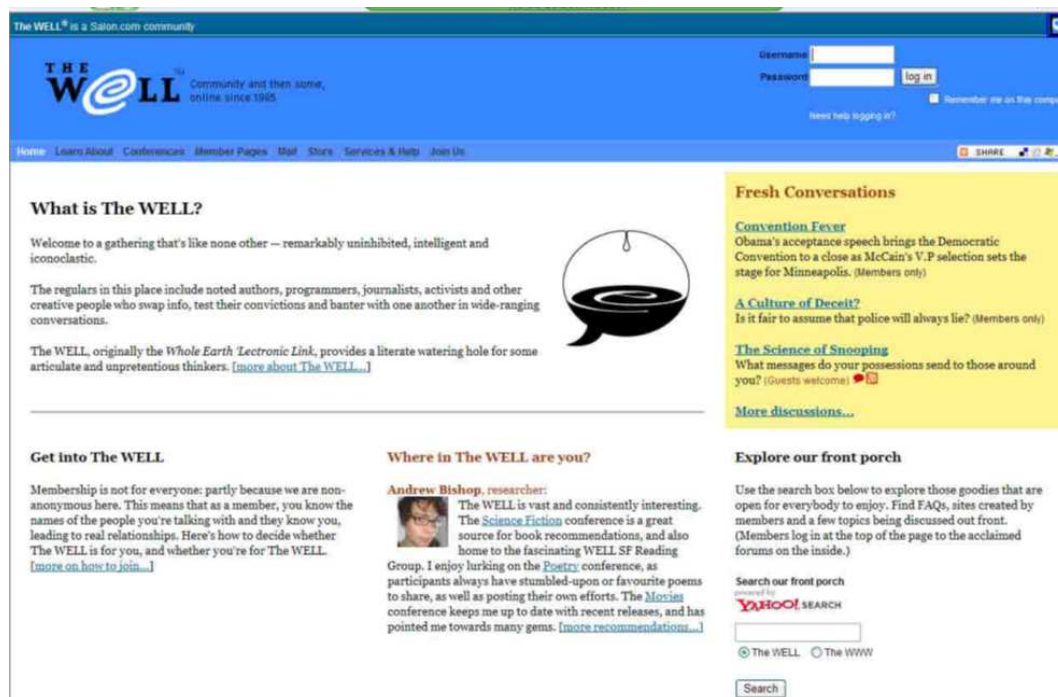 The WELL® is a Salon.com community
THE
WELL
Community and then some,
online since 1985
Username
Password
log in
Remember me on this comp
Need help logging in?
Home Learn About Conferences Member Pages Mail Store Services & Help Join Us
SHARE
What is The WELL?
Welcome to a gathering that's like none other — remarkably uninhibited, intelligent and
iconoclastic.
The regulars in this place include noted authors, programmers, journalists, activists and other
creative people who swap info, test their convictions and banter with one another in wide-ranging
conversations.
The WELL, originally the Whole Earth 'Lectronic Link, provides a literate watering hole for some
articulate and unpretentious thinkers. [more about The WELL...]
Fresh Conversations
Convention Fever
Obama's acceptance speech brings the Democratic
Convention to a close as McCain's V.P selection sets the
stage for Minneapolis. (Members only)
A Culture of Deceit?
Is it fair to assume that police will always lie? (Members only)
The Science of Snooping
What messages do your possessions send to those around
you? (Guests welcome)
More discussions...
Get into The WELL
Membership is not for everyone: partly because we are non-
anonymous here. This means that as a member, you know the
names of the people you're talking with and they know you,
leading to real relationships. Here's how to decide whether
The WELL is for you, and whether you're for The WELL.
[more on how to join...]
Where in The WELL are you?
Andrew Bishop, researcher:
The WELL is vast and consistently interesting.
The Science Fiction conference is a great
source for book recommendations, and also
home to the fascinating WELL SF Reading
Group. I enjoy lurking on the Poetry conference, as
participants always have stumbled-upon or favourite poems
to share, as well as posting their own efforts. The Movies
conference keeps me up to date with recent releases, and has
pointed me towards many gems. [more recommendations...]
Explore our front porch
Use the search box below to explore those goodies that are
open for everybody to enjoy. Find FAQs, sites created by
members and a few topics being discussed out front.
(Members log in at the top of the page to the acclaimed
forums on the inside.)
Search our front porch
powered by
YAHOO! SEARCH
The WELL The WWW
Search